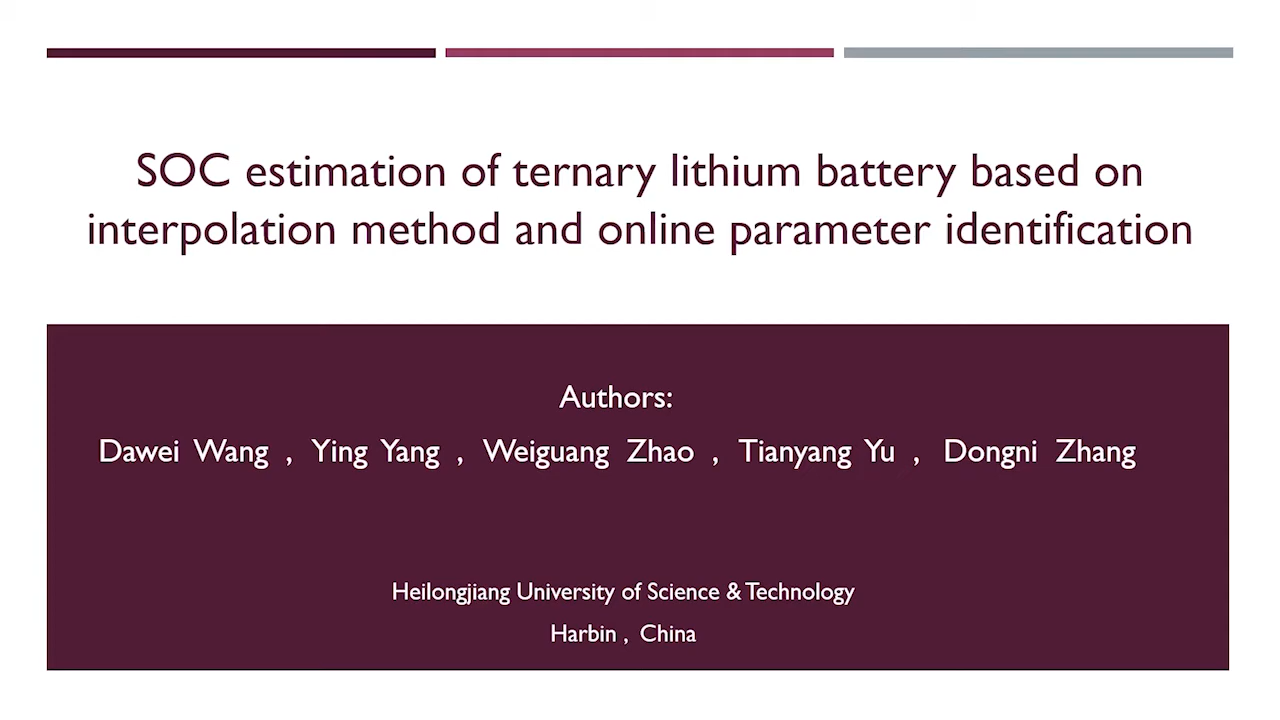 SOC estimation of ternary lithium battery based on
interpolation method and online parameter identification
Authors:
Dawei Wang , Ying Yang , Weiguang Zhao , Tianyang Yu , Dongni Zhang
Heilongjiang University of Science & Technology
Harbin , China